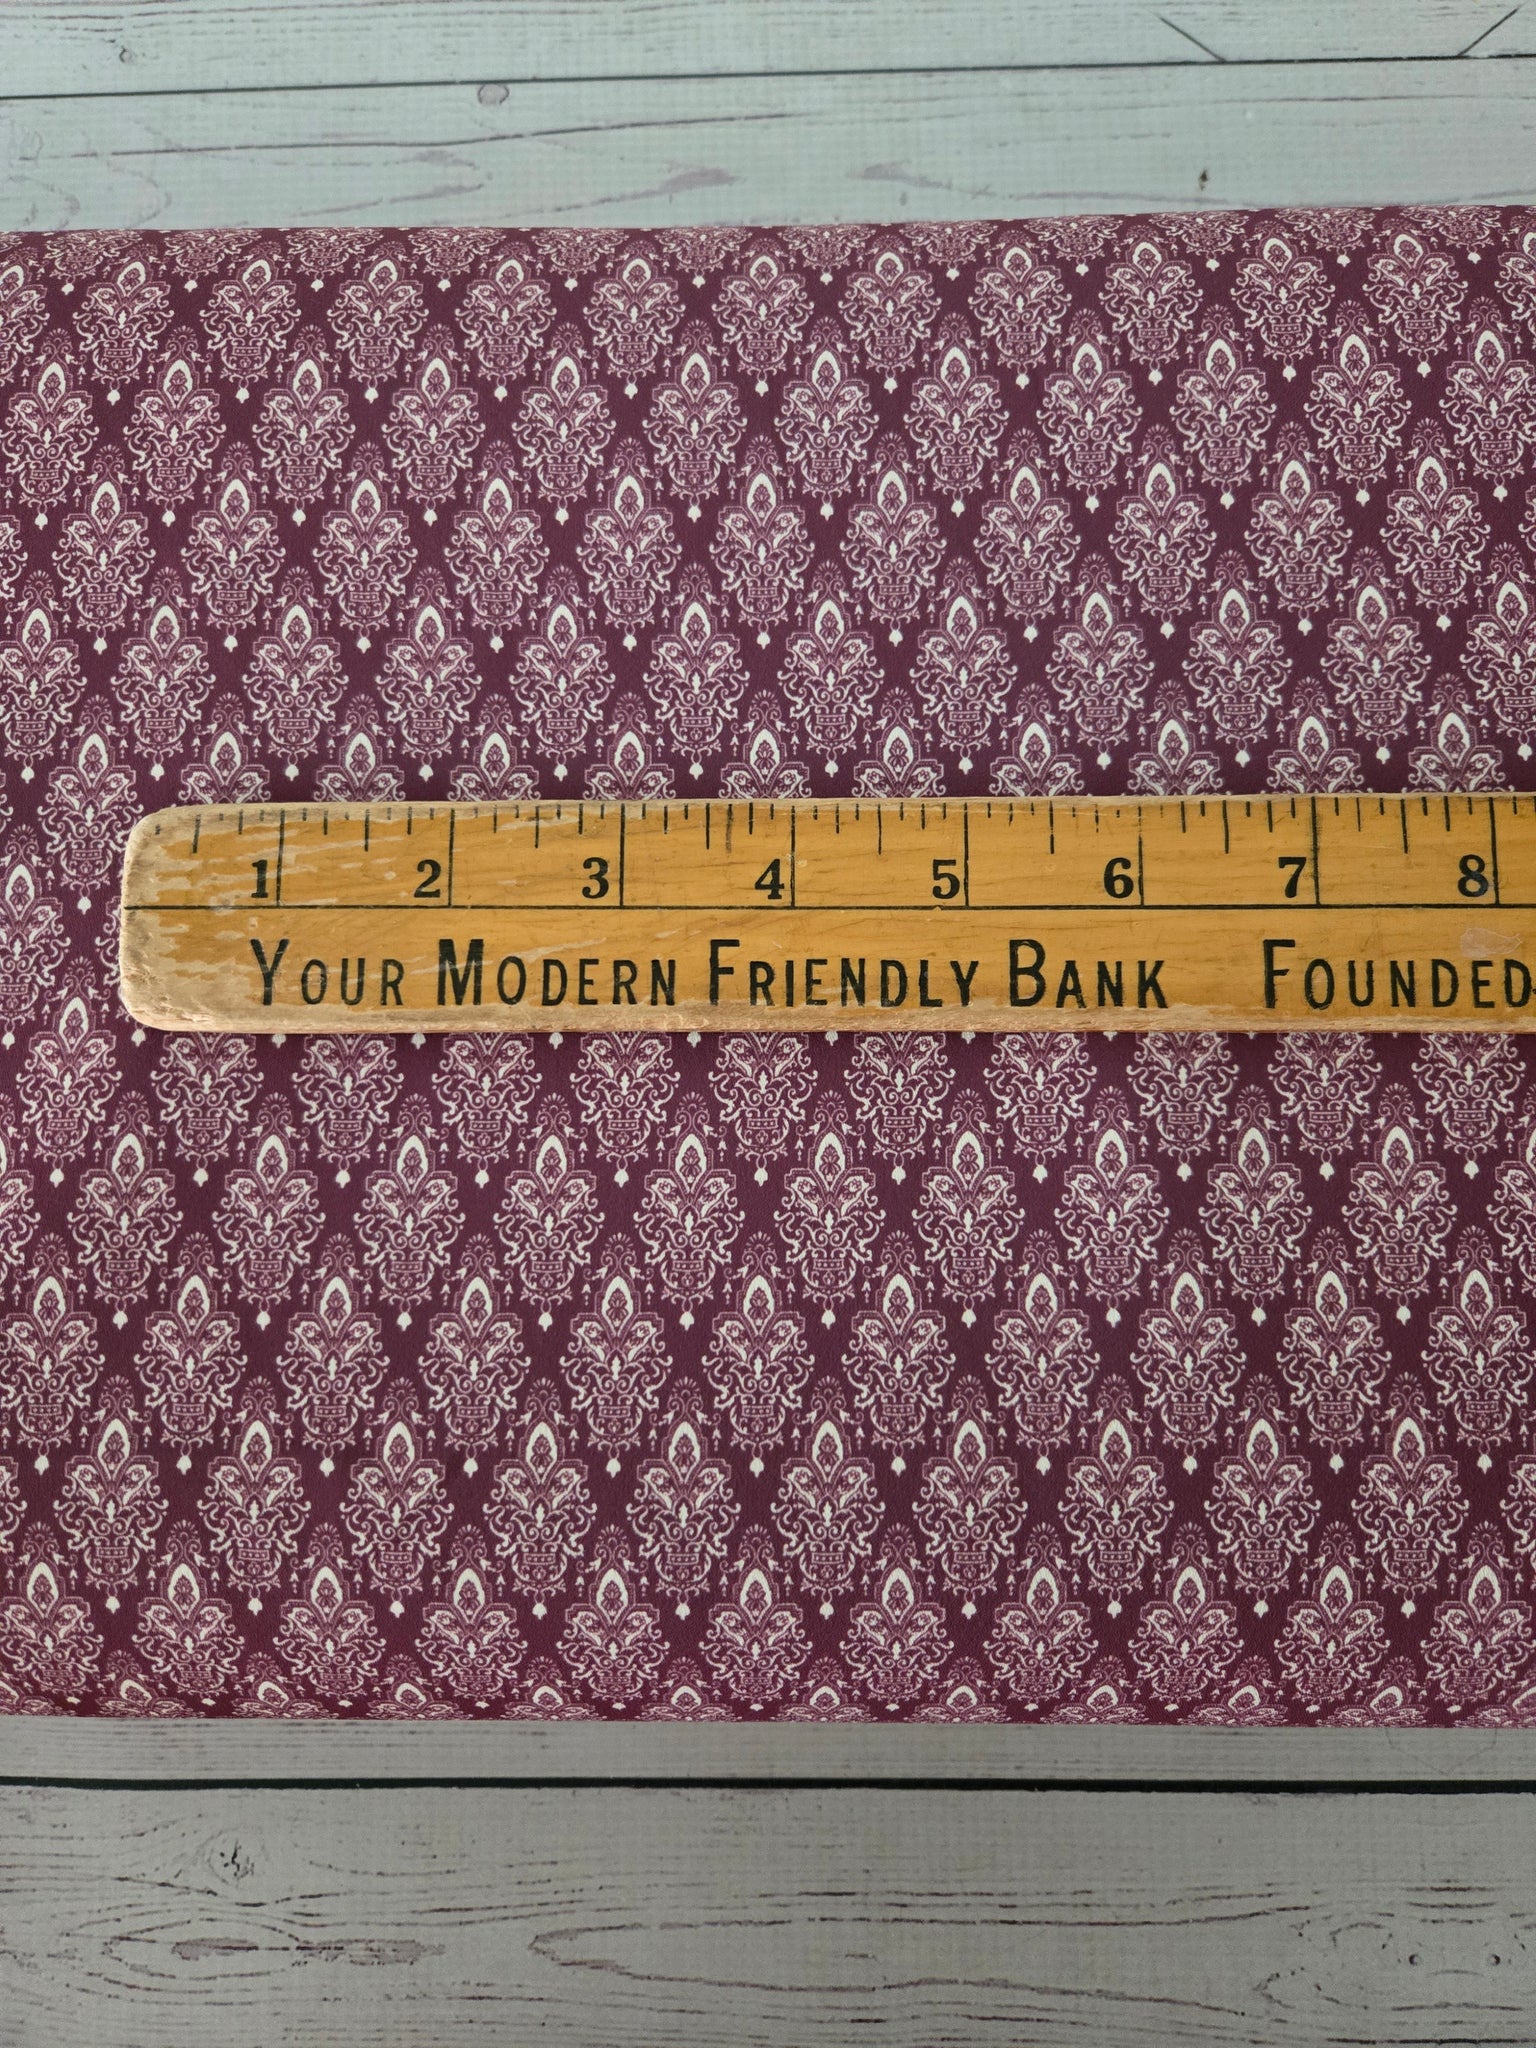 1 2 3 4 5 6 7 8
YOUR MODERN FRIENDLY BANK FOUNDED